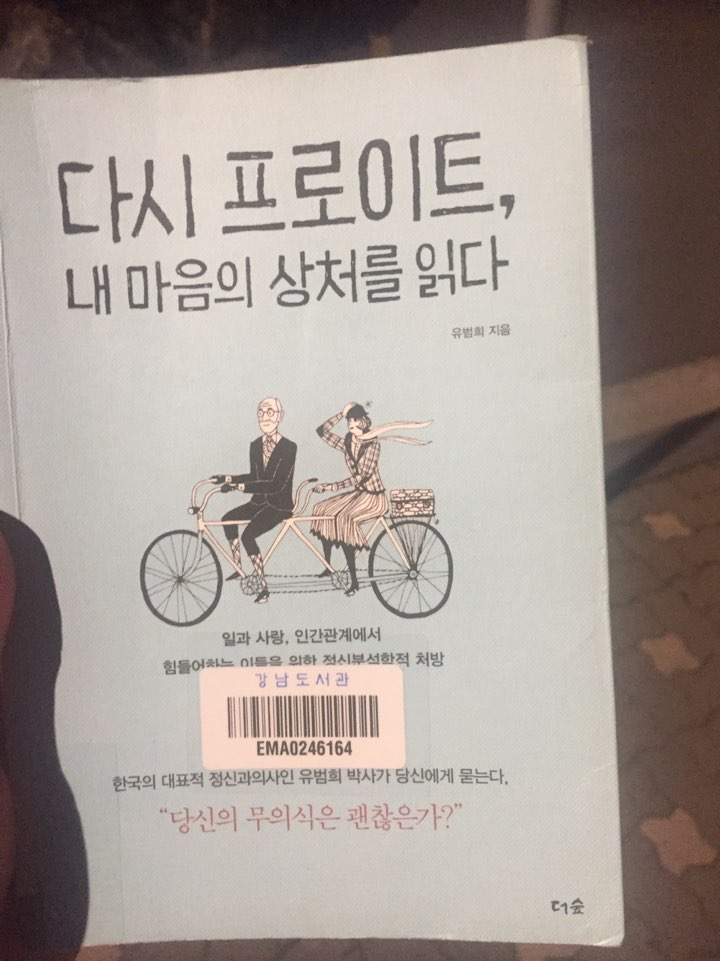 다시 프로이트,
내 마음의 상처를 읽다
유범희 지음
일과 사랑, 인간관계에서
힘들어하는 이들을 위한 정신분석학적 처방
강남도서관
EMA0246164
한국의 대표적 정신과의사인 유범희 박사가 당신에게 묻는다.
“당신의 무의식은 괜찮은가?”
더숲